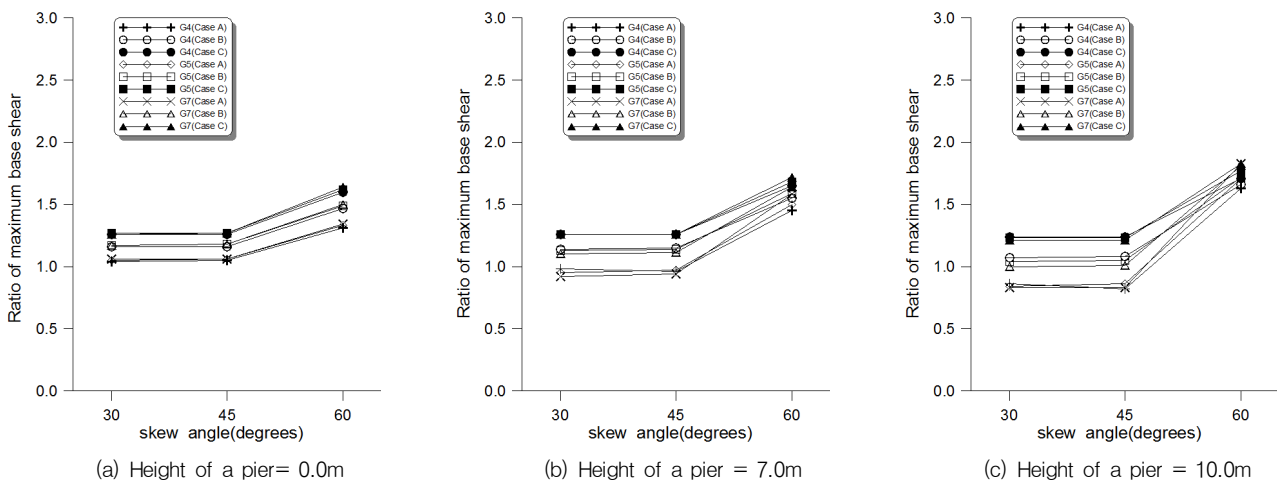 3.0
2.5
2.0
1.5
1.0
0.5
0.0
Ratio of maximum base shear
G4(Case A)
G4(Case B)
G4(Case C)
G5(Case A)
G5(Case B)
G5(Case C)
G7(Case A)
G7(Case B)
G7(Case C)
30 45 60
skew angle(degrees)
(a) Height of a pier= 0.0m
3.0
2.5
2.0
1.5
1.0
0.5
0.0
Ratio of maximum base shear
G4(Case A)
G4(Case B)
G4(Case C)
G5(Case A)
G5(Case B)
G5(Case C)
G7(Case A)
G7(Case B)
G7(Case C)
30 45 60
skew angle(degrees)
(b) Height of a pier = 7.0m
3.0
2.5
2.0
1.5
1.0
0.5
0.0
Ratio of maximum base shear
G4(Case A)
G4(Case B)
G4(Case C)
G5(Case A)
G5(Case B)
G5(Case C)
G7(Case A)
G7(Case B)
G7(Case C)
30 45 60
skew angle(degrees)
(c) Height of a pier = 10.0m